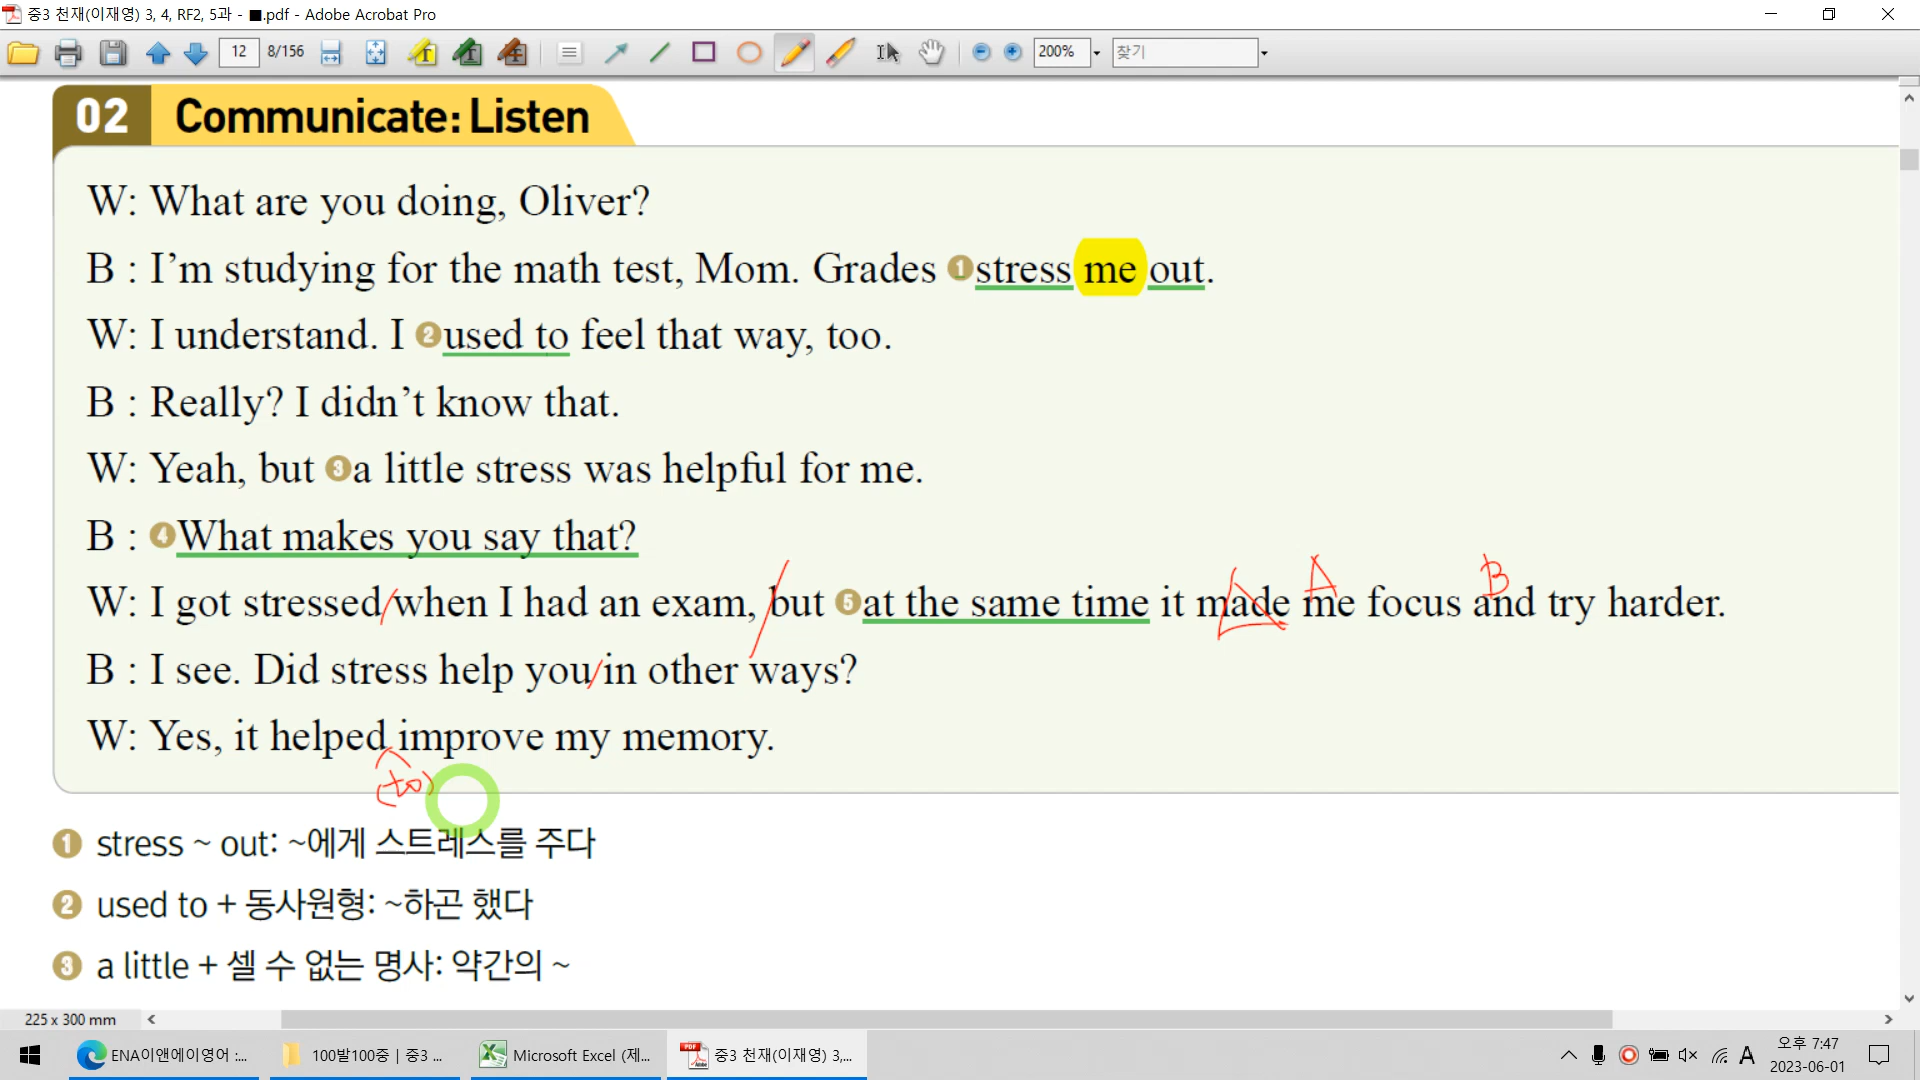 중3 천재(이재영) 3, 4, RF2, 5과 - ■.pdf - Adobe Acrobat Pro
12 8/156 200% 찾기
02 Communicate: Listen
W: What are you doing, Oliver?
B : I'm studying for the math test, Mom. Grades ❶stress me out.
W: I understand. I ❷used to feel that way, too.
B : Really? I didn't know that.
W: Yeah, but ❸a little stress was helpful for me.
B : ❹What makes you say that?
A B
W: I got stressed/when I had an exam, /but ❺at the same time it made me focus and try harder.
B : I see. Did stress help you/in other ways?
W: Yes, it helped improve my memory.
(to)
❶ stress ~ out: ~에게 스트레스를 주다
❷ used to + 동사원형: ~하곤 했다
❸ a little + 셀 수 없는 명사: 약간의 ~
225 x 300 mm
ENA이앤에이영어 :... 100발100중 | 중3 ... Microsoft Excel (제... 중3 천재(이재영) 3,... A 오후 7:47
2023-06-01